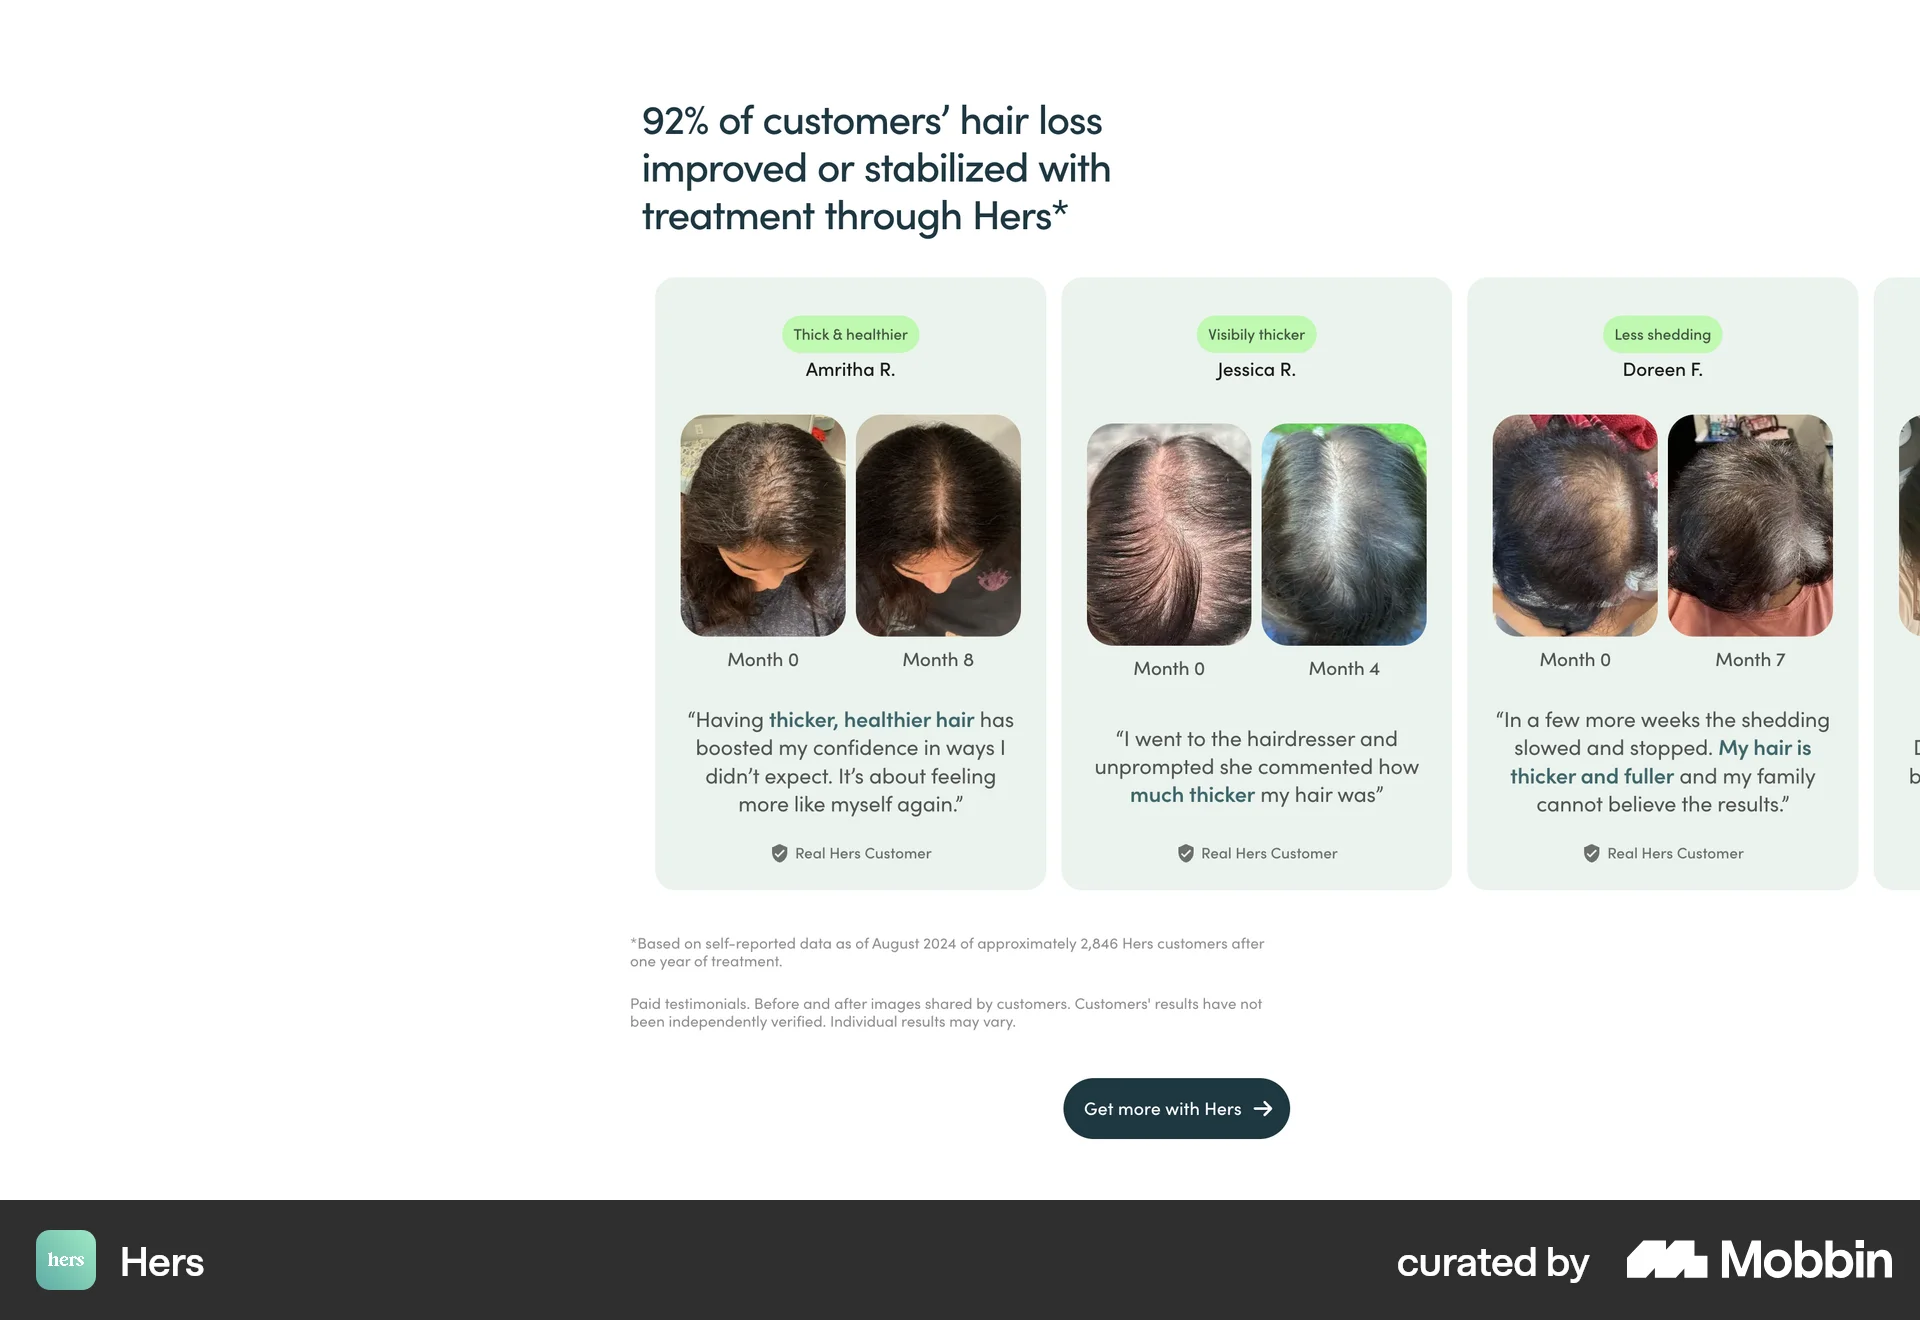 92% of customers’ hair loss
improved or stabilized with
treatment through Hers*
Thick & healthier
Amritha R.
Month 0
Month 8
“Having thicker, healthier hair has
boosted my confidence in ways I
didn’t expect. It’s about feeling
more like myself again.”
Real Hers Customer
Visibily thicker
Jessica R.
Month 0
Month 4
“I went to the hairdresser and
unprompted she commented how
much thicker my hair was”
Real Hers Customer
Less shedding
Doreen F.
Month 0
Month 7
“In a few more weeks the shedding
slowed and stopped. My hair is
thicker and fuller and my family
cannot believe the results.”
Real Hers Customer
*Based on self-reported data as of August 2024 of approximately 2,846 Hers customers after
one year of treatment.
Paid testimonials. Before and after images shared by customers. Customers' results have not
been independently verified. Individual results may vary.
Get more with Hers
hers
Hers
curated by
Mobbin